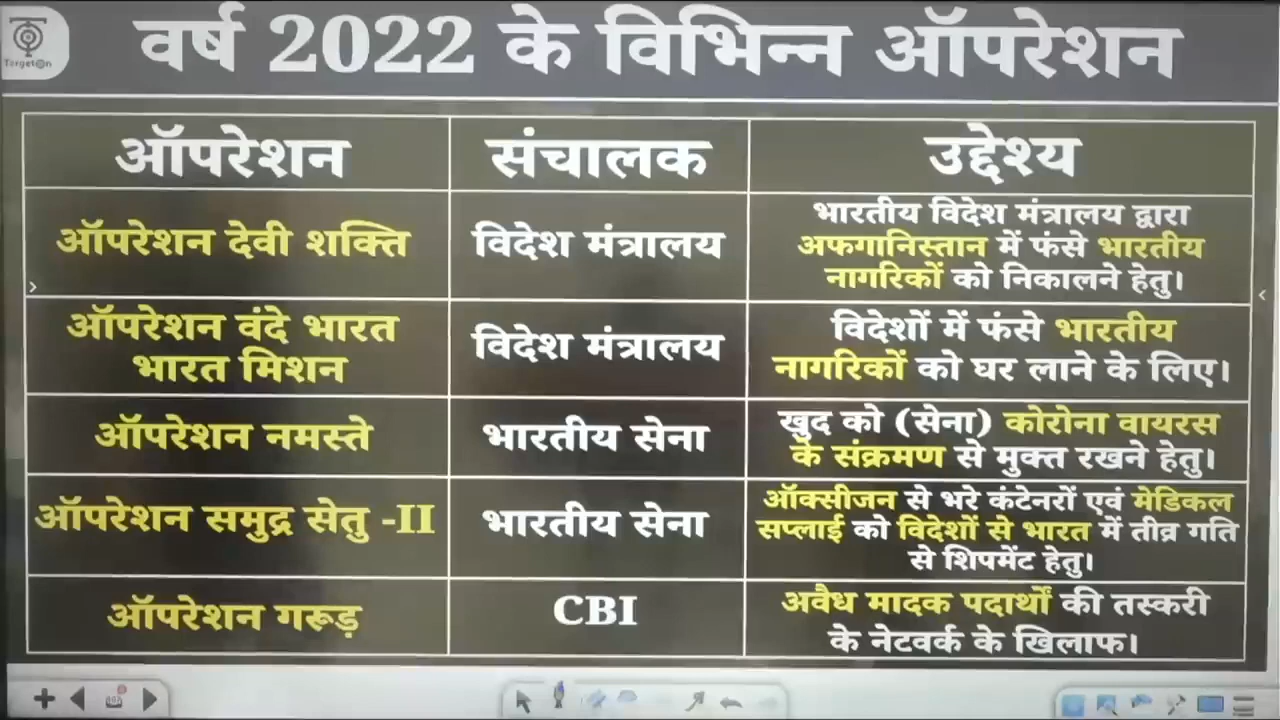 TargetOn
वर्ष 2022 के विभिन्न ऑपरेशन
ऑपरेशन
संचालक
उद्देश्य
ऑपरेशन देवी शक्ति
विदेश मंत्रालय
भारतीय विदेश मंत्रालय द्वारा
अफगानिस्तान में फंसे भारतीय
नागरिकों को निकालने हेतु।
ऑपरेशन वंदे भारत
भारत मिशन
विदेश मंत्रालय
विदेशों में फंसे भारतीय
नागरिकों को घर लाने के लिए।
ऑपरेशन नमस्ते
भारतीय सेना
खुद को (सेना) कोरोना वायरस
के संक्रमण से मुक्त रखने हेतु।
ऑपरेशन समुद्र सेतु -II
भारतीय सेना
ऑक्सीजन से भरे कंटेनरों एवं मेडिकल
सप्लाई को विदेशों से भारत में तीव्र गति
से शिपमेंट हेतु।
ऑपरेशन गरूड़
CBI
अवैध मादक पदार्थों की तस्करी
के नेटवर्क के खिलाफ।